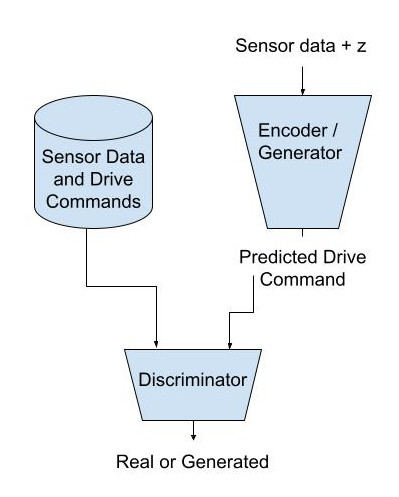 Sensor data + z
Encoder /
Generator
Sensor Data
and Drive
Commands
Predicted Drive
Command
Discriminator
Real or Generated